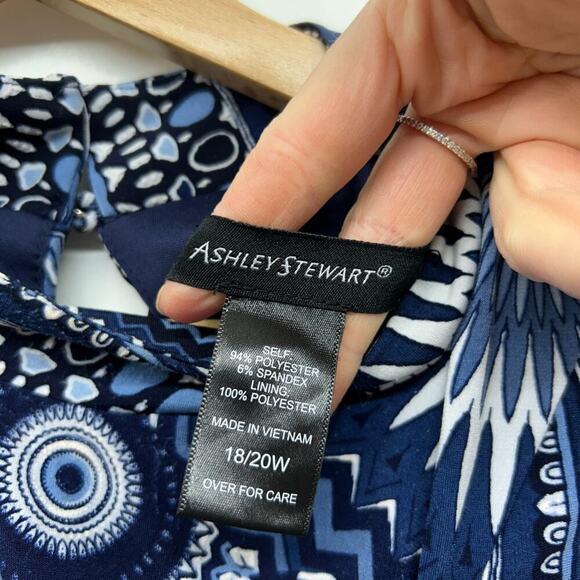 ASHLEY STEWART®
SELF:
94% POLYESTER
6% SPANDEX
LINING:
100% POLYESTER
MADE IN VIETNAM
18/20W
OVER FOR CARE